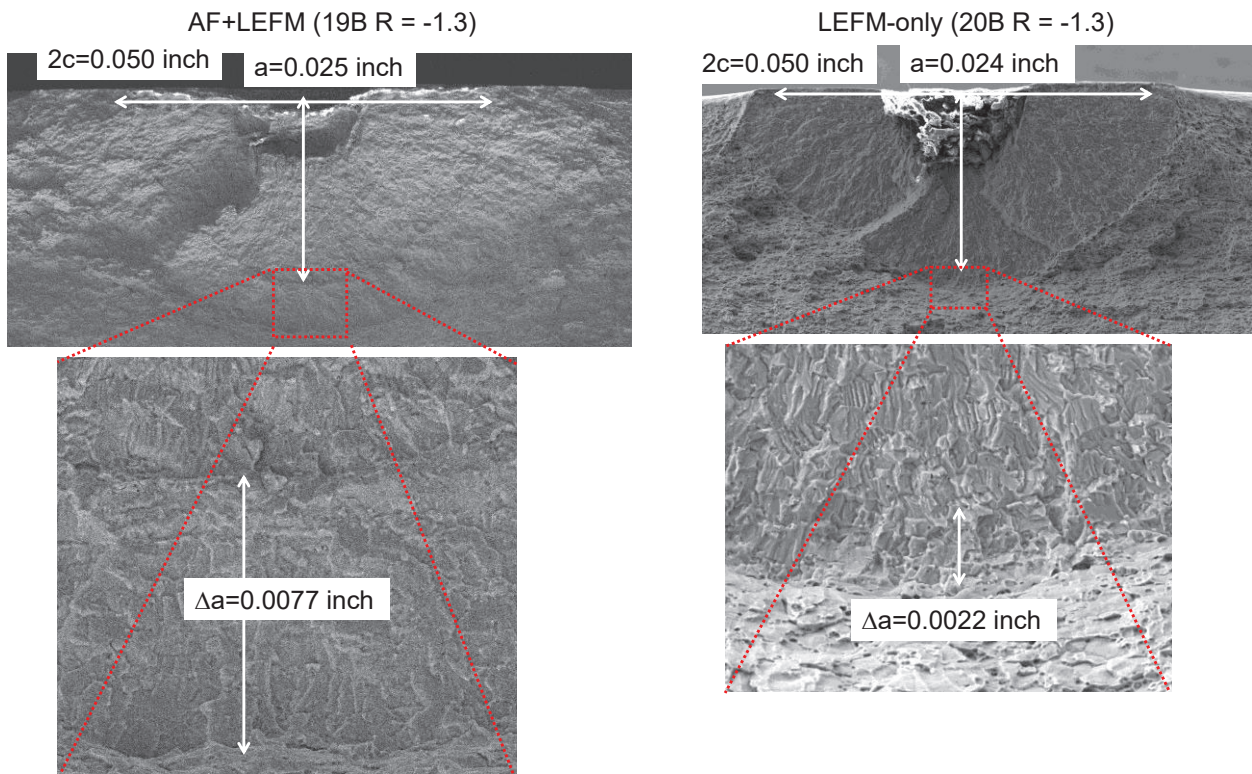 AF+LEFM (19B R = -1.3)
2c=0.050 inch
a=0.025 inch
Δa=0.0077 inch
LEFM-only (20B R = -1.3)
2c=0.050 inch
a=0.024 inch
Δa=0.0022 inch